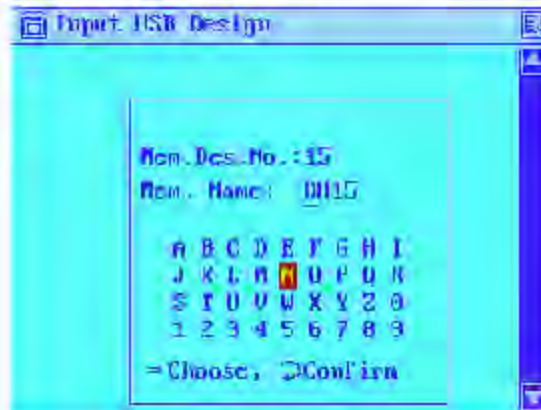 Input USB Design
Mem.Des.No.:15
Mem. Name: DN15
A B C D E F G H I
J K L M N O P Q R
S T U V W X Y Z 0
1 2 3 4 5 6 7 8 9
Choose, Confirm